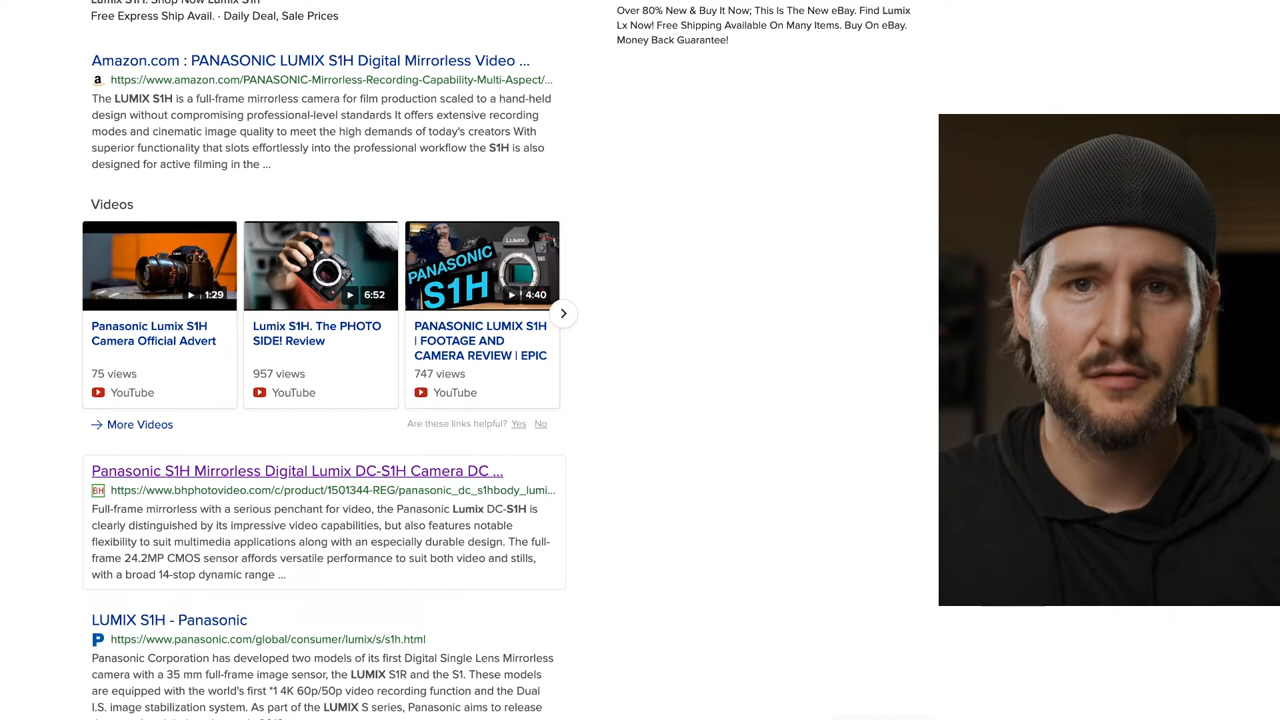 Lumix S1H. Shop Now Lumix S1H
Free Express Ship Avail. · Daily Deal, Sale Prices
Amazon.com : PANASONIC LUMIX S1H Digital Mirrorless Video ...
a https://www.amazon.com/PANASONIC-Mirrorless-Recording-Capability-Multi-Aspect/...
The LUMIX S1H is a full-frame mirrorless camera for film production scaled to a hand-held
design without compromising professional-level standards It offers extensive recording
modes and cinematic image quality to meet the high demands of today's creators With
superior functionality that slots effortlessly into the professional workflow the S1H is also
designed for active filming in the ...
Videos
1:29
Panasonic Lumix S1H
Camera Official Advert
75 views
YouTube
6:52
Lumix S1H. The PHOTO
SIDE! Review
957 views
YouTube
LUMIX
PANASONIC
S1H
4:40
PANASONIC LUMIX S1H
| FOOTAGE AND
CAMERA REVIEW | EPIC
747 views
YouTube
More Videos
Are these links helpful? Yes No
Panasonic S1H Mirrorless Digital Lumix DC-S1H Camera DC ...
BH https://www.bhphotovideo.com/c/product/1501344-REG/panasonic_dc_s1hbody_lumi...
Full-frame mirrorless with a serious penchant for video, the Panasonic Lumix DC-S1H is
clearly distinguished by its impressive video capabilities, but also features notable
flexibility to suit multimedia applications along with an especially durable design. The full-
frame 24.2MP CMOS sensor affords versatile performance to suit both video and stills,
with a broad 14-stop dynamic range ...
LUMIX S1H - Panasonic
P https://www.panasonic.com/global/consumer/lumix/s/s1h.html
Panasonic Corporation has developed two models of its first Digital Single Lens Mirrorless
camera with a 35 mm full-frame image sensor, the LUMIX S1R and the S1. These models
are equipped with the world's first *1 4K 60p/50p video recording function and the Dual
I.S. image stabilization system. As part of the LUMIX S series, Panasonic aims to release
Over 80% New & Buy It Now; This Is The New eBay. Find Lumix
Lx Now! Free Shipping Available On Many Items. Buy On eBay.
Money Back Guarantee!